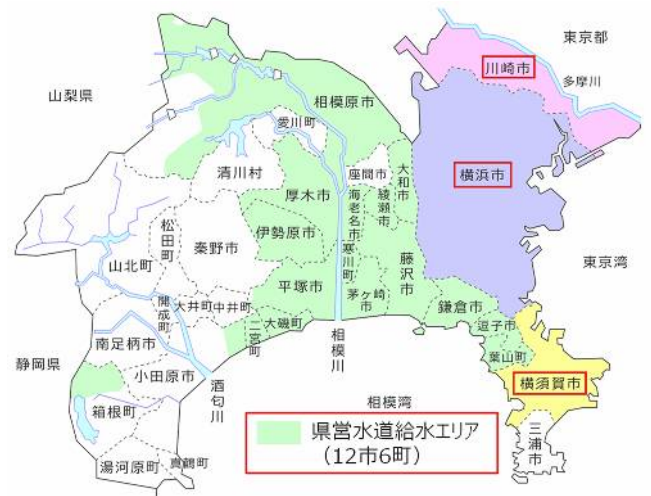 東京都
川崎市
多摩川
山梨県
相模原市
愛川町
清川村
座間市
大和市
横浜市
厚木市
海老名市
綾瀬市
伊勢原市
松田町
秦野市
寒川町
藤沢市
東京湾
山北町
平塚市
茅ヶ崎市
鎌倉市
開成町
大井町
中井町
大磯町
二宮町
逗子市
葉山町
南足柄市
静岡県
小田原市
酒匂川
相模川
横須賀市
箱根町
相模湾
県営水道給水エリア
(12市6町)
三浦市
湯河原町
真鶴町